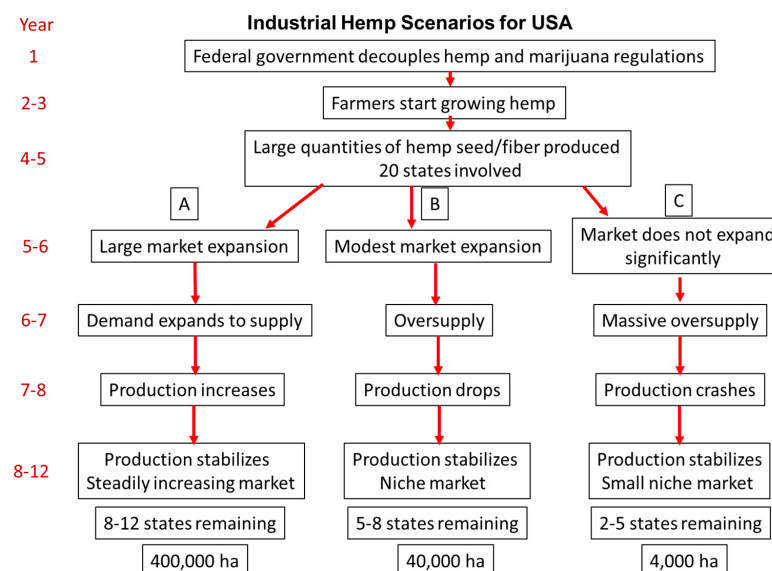 Year
Industrial Hemp Scenarios for USA
1
Federal government decouples hemp and marijuana regulations
2-3
Farmers start growing hemp
4-5
Large quantities of hemp seed/fiber produced
20 states involved
A
B
C
5-6
Large market expansion
Modest market expansion
Market does not expand
significantly
6-7
Demand expands to supply
Oversupply
Massive oversupply
7-8
Production increases
Production drops
Production crashes
8-12
Production stabilizes
Steadily increasing market
Production stabilizes
Niche market
Production stabilizes
Small niche market
8-12 states remaining
5-8 states remaining
2-5 states remaining
400,000 ha
40,000 ha
4,000 ha